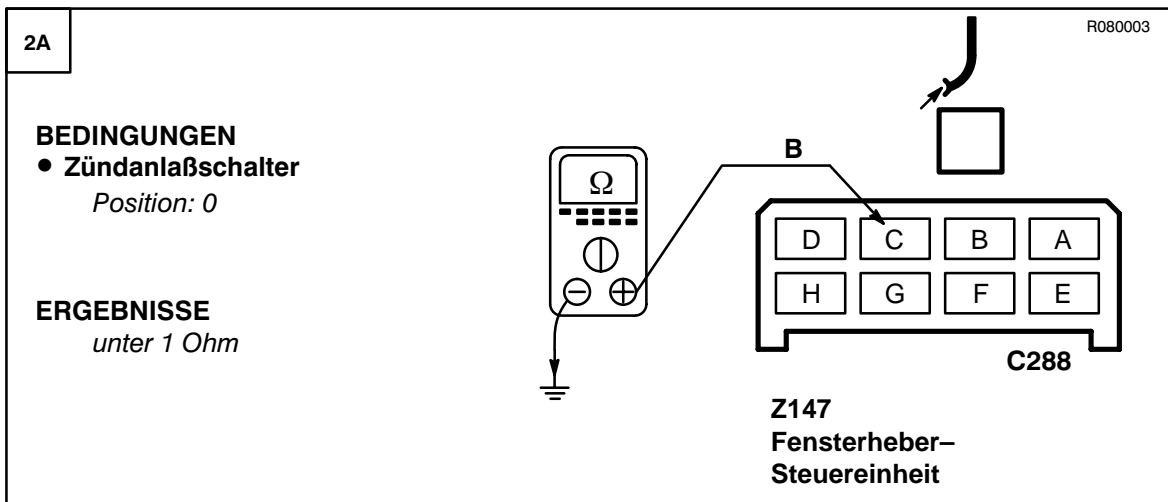 2A
R080003
BEDINGUNGEN
● Zündanlaßschalter
Position: 0
ERGEBNISSE
unter 1 Ohm
Ω
B
D C B A
H G F E
C288
Z147
Fensterheber–
Steuereinheit